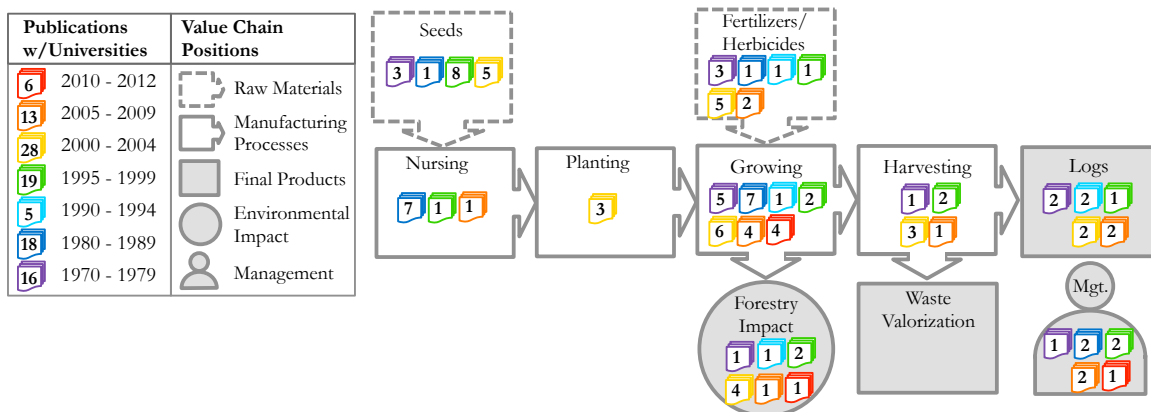 Publications
w/Universities
Value Chain
Positions
6 2010 - 2012
13 2005 - 2009
28 2000 - 2004
19 1995 - 1999
5 1990 - 1994
18 1980 - 1989
16 1970 - 1979
Raw Materials
Manufacturing
Processes
Final Products
Environmental
Impact
Management
Seeds
3 1 8 5
Fertilizers/
Herbicides
3 1 1 1
5 2
Nursing
7 1 1
Planting
3
Growing
5 7 1 2
6 4 4
Harvesting
1 2
3 1
Logs
2 2 1
2 2
Forestry
Impact
1 1 2
4 1 1
Waste
Valorization
Mgt.
1 2 2
2 1